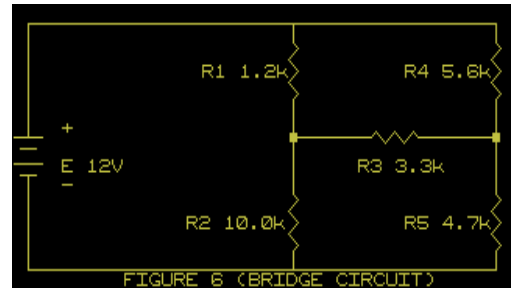 R1 1.2k
R4 5.6k
+
E 12V
-
R3 3.3k
R2 10.0k
R5 4.7k
FIGURE 6 (BRIDGE CIRCUIT)